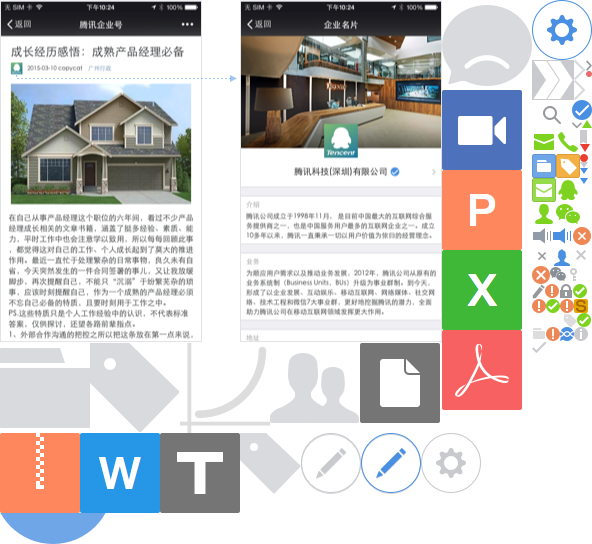 无 SIM 卡 下午10:24 100%
返回 腾讯企业号
成长经历感悟：成熟产品经理必备
2015-03-10 copycat 广州行政
在自己从事产品经理这个职位的六年间，看过不少产
品经理成长相关的文章书籍，涵盖了挺多经验、素质、能
力，平时工作中也会注意学以致用，所以每每回顾此事
，都觉得这对自己的工作、个人成长起到了莫大的推进
作用。最近一直忙于处理繁杂的日常事物，良久未有自
省，今天突然发生的一件合同签署的事儿，又让我放缓
脚步，再次提醒自己，不能只“沉溺”于纷繁芜杂的琐
事，应该时刻提醒自己，作为一个成熟的产品经理必须
不忘自己必备的特质，且要时刻用于工作之中。
PS.这些特质只是个人工作经验中的认识，不代表标准
答案，仅供探讨，还望各路前辈指点。
1、外部合作沟通的把控之所以把这条放在第一点来说，
无 SIM 卡 下午10:24 100%
返回 企业名片
Tencent
腾讯科技(深圳)有限公司
介绍
腾讯公司成立于1998年11月，是目前中国最大的互联网综合服
务提供商之一，也是中国服务用户最多的互联网企业之一。成立
10多年以来，腾讯一直秉承一切以用户价值为依归的经营理念。
业务
为顺应用户需求以及推动业务发展，2012年，腾讯公司从原有的
业务系统制（Business Units, BUs）升级为事业群制。到今天，
形成了以企业发展、互动娱乐、移动互联网、网络媒体、社交网
络、技术工程和微信7大事业群，更好地挖掘腾讯的潜力，全面
助力腾讯公司在移动互联网领域发挥更大作用。
P
X
W
T
S